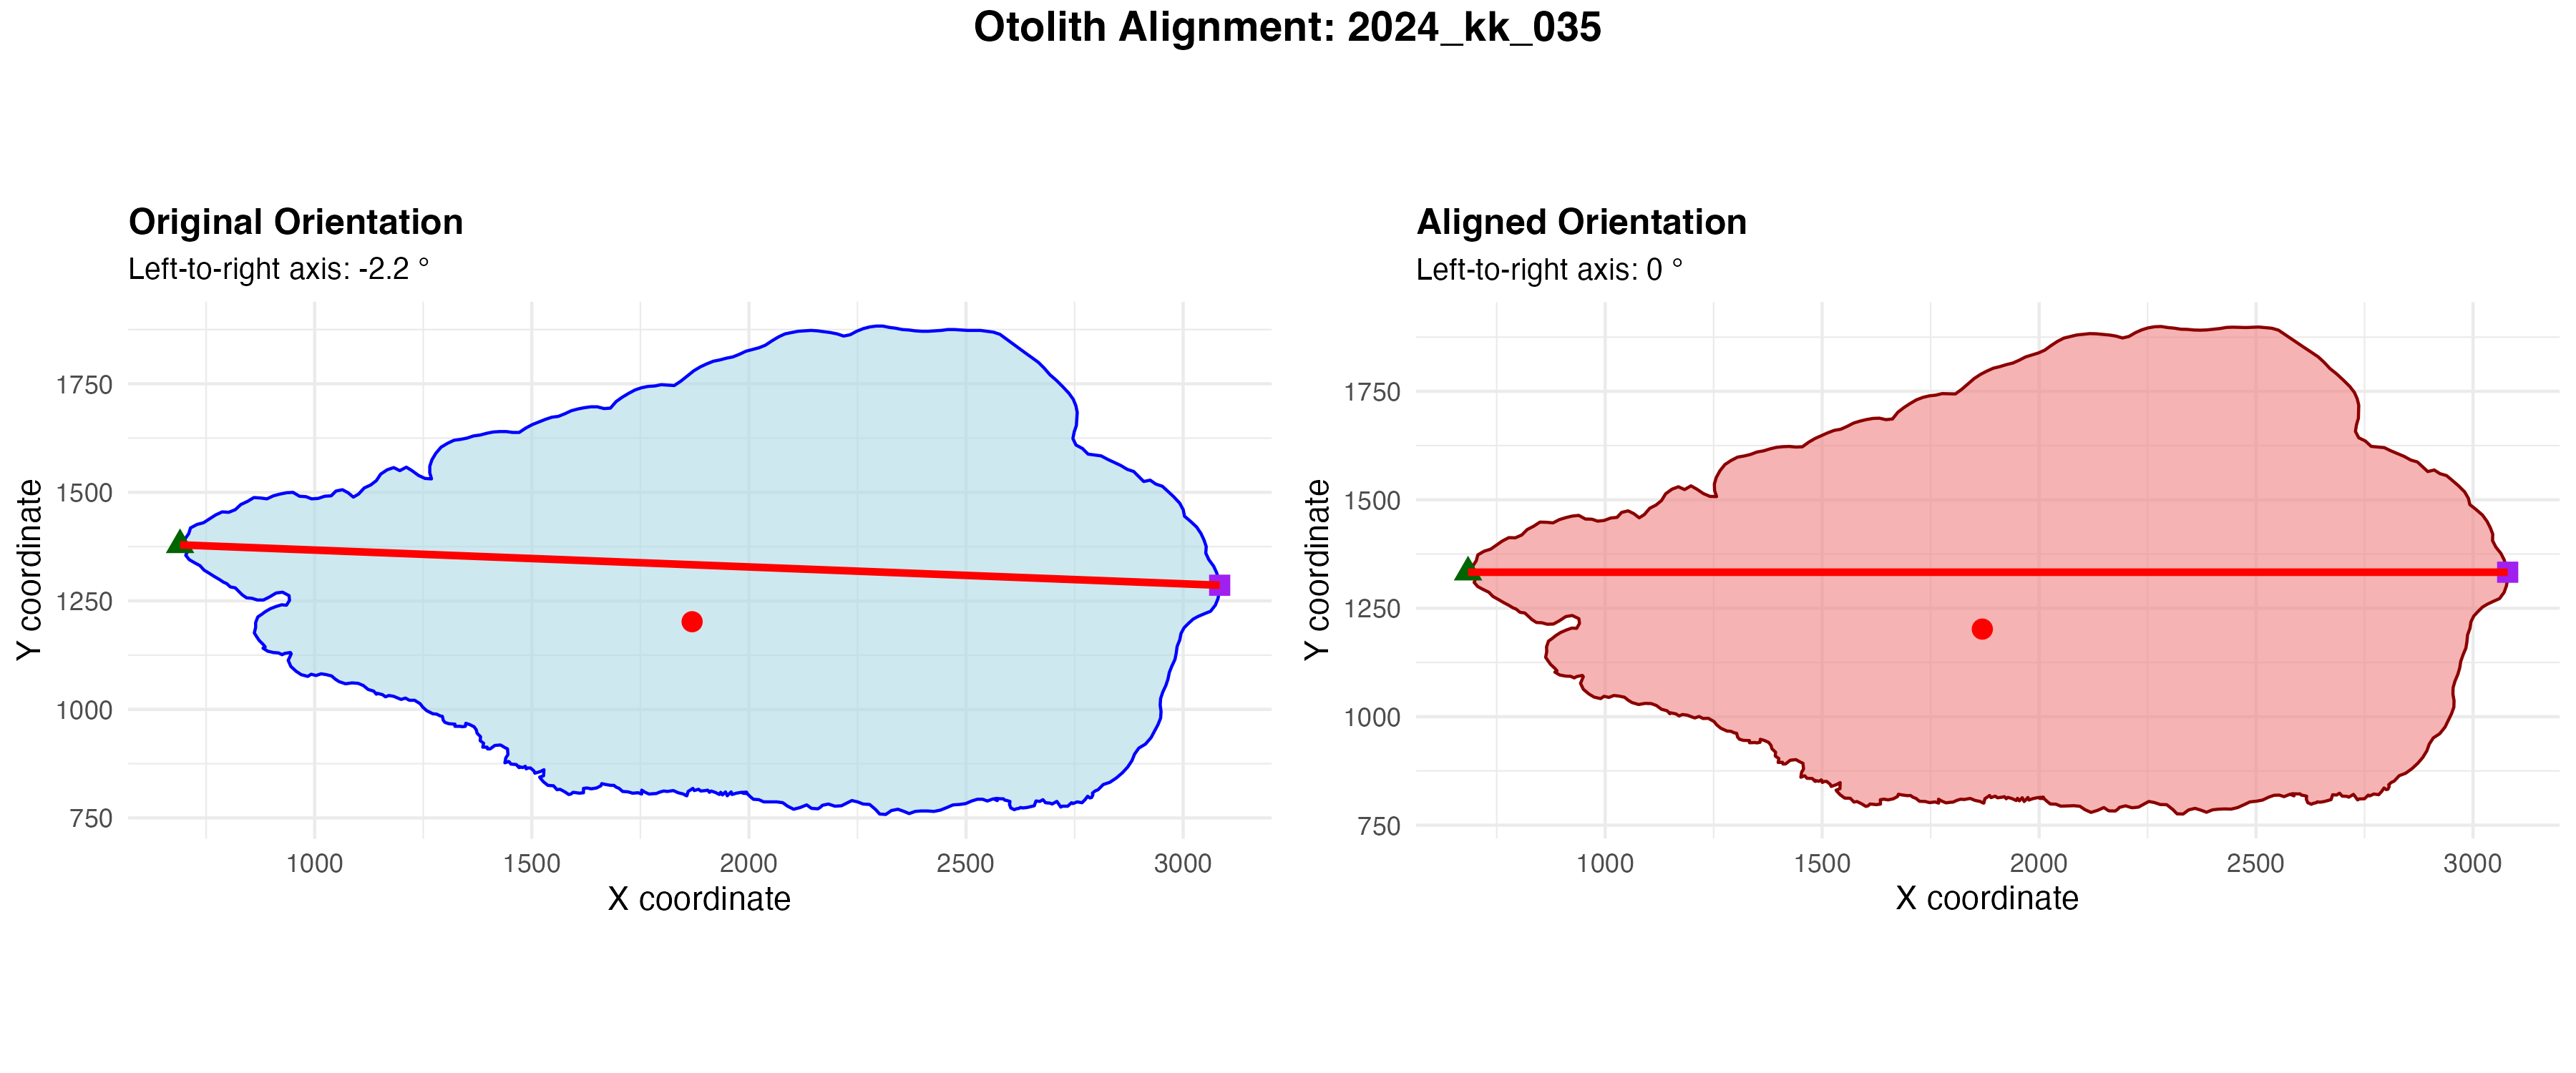 Otolith Alignment: 2024_kk_035
Original Orientation
Left-to-right axis: -2.2 °
Y coordinate
1750
1500
1250
1000
750
1000 1500 2000 2500 3000
X coordinate
Aligned Orientation
Left-to-right axis: 0 °
Y coordinate
1750
1500
1250
1000
750
1000 1500 2000 2500 3000
X coordinate